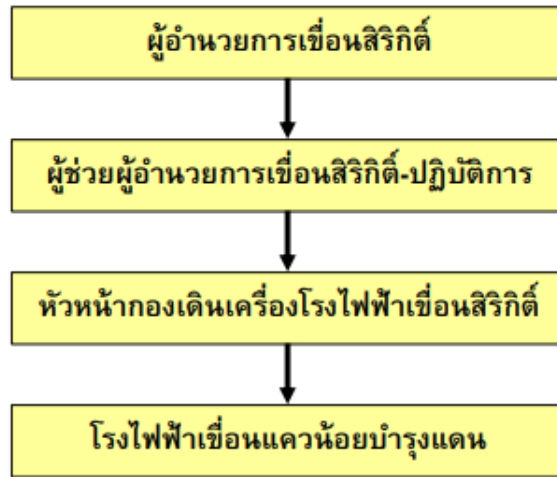 ผู้อำนวยการเขื่อนสิริกิติ์
ผู้ช่วยผู้อำนวยการเขื่อนสิริกิติ์-ปฏิบัติการ
หัวหน้ากองเดินเครื่องโรงไฟฟ้าเขื่อนสิริกิติ์
โรงไฟฟ้าเขื่อนแควน้อยบำรุงแดน